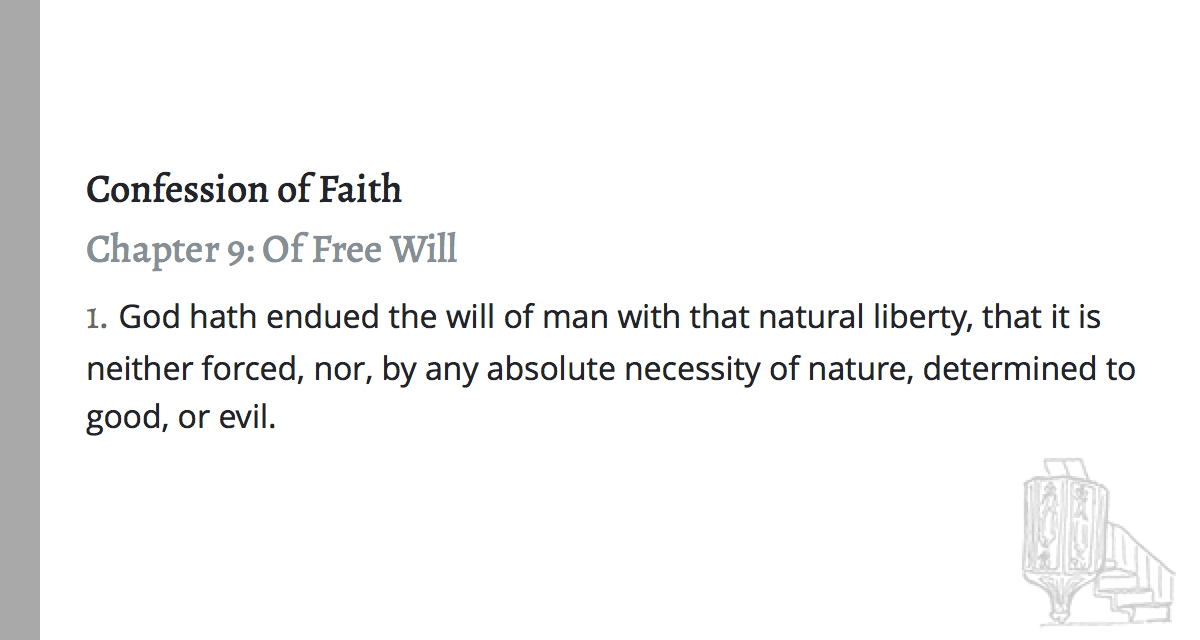 Confession of Faith
Chapter 9: Of Free Will
1. God hath endued the will of man with that natural liberty, that it is
neither forced, nor, by any absolute necessity of nature, determined to
good, or evil.